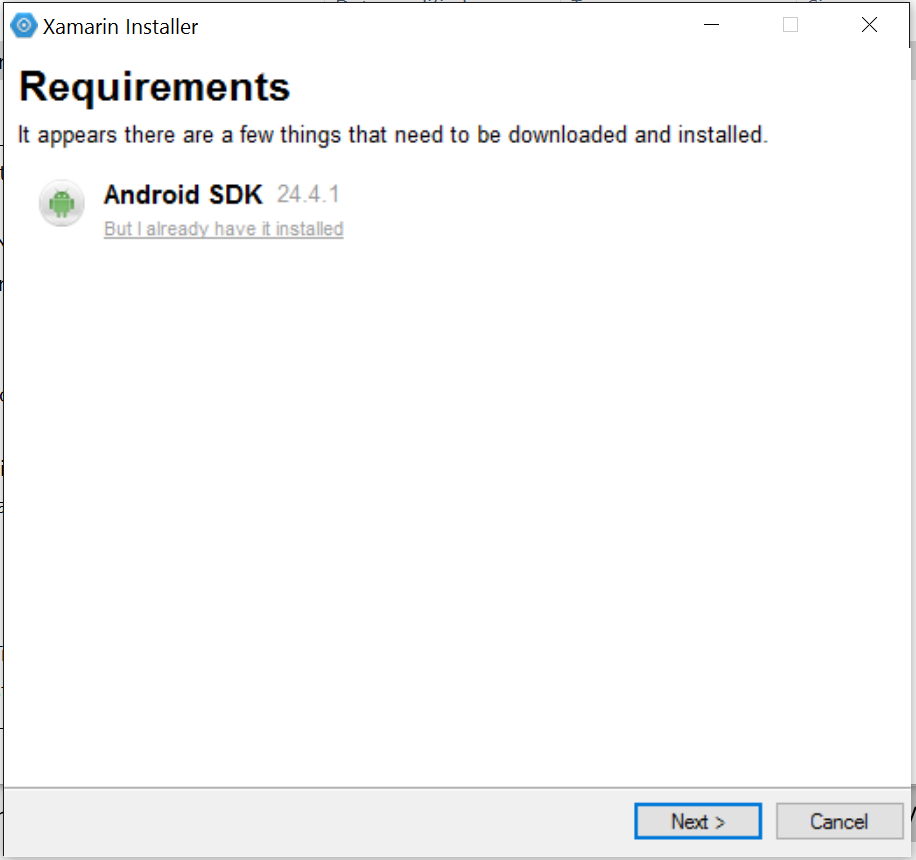 Xamarin Installer
Requirements
It appears there are a few things that need to be downloaded and installed.
Android SDK 24.4.1
But I already have it installed
Next >
Cancel